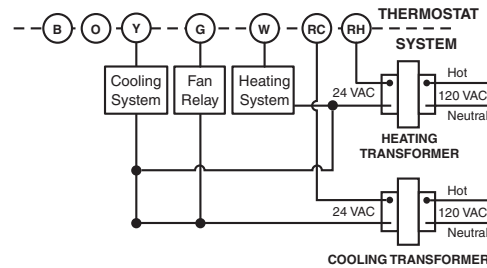 THERMOSTAT
B O Y G W RC RH
SYSTEM
Cooling
System
Fan
Relay
Heating
System
Hot
24 VAC
120 VAC
Neutral
HEATING
TRANSFORMER
Hot
24 VAC
120 VAC
Neutral
COOLING TRANSFORMER